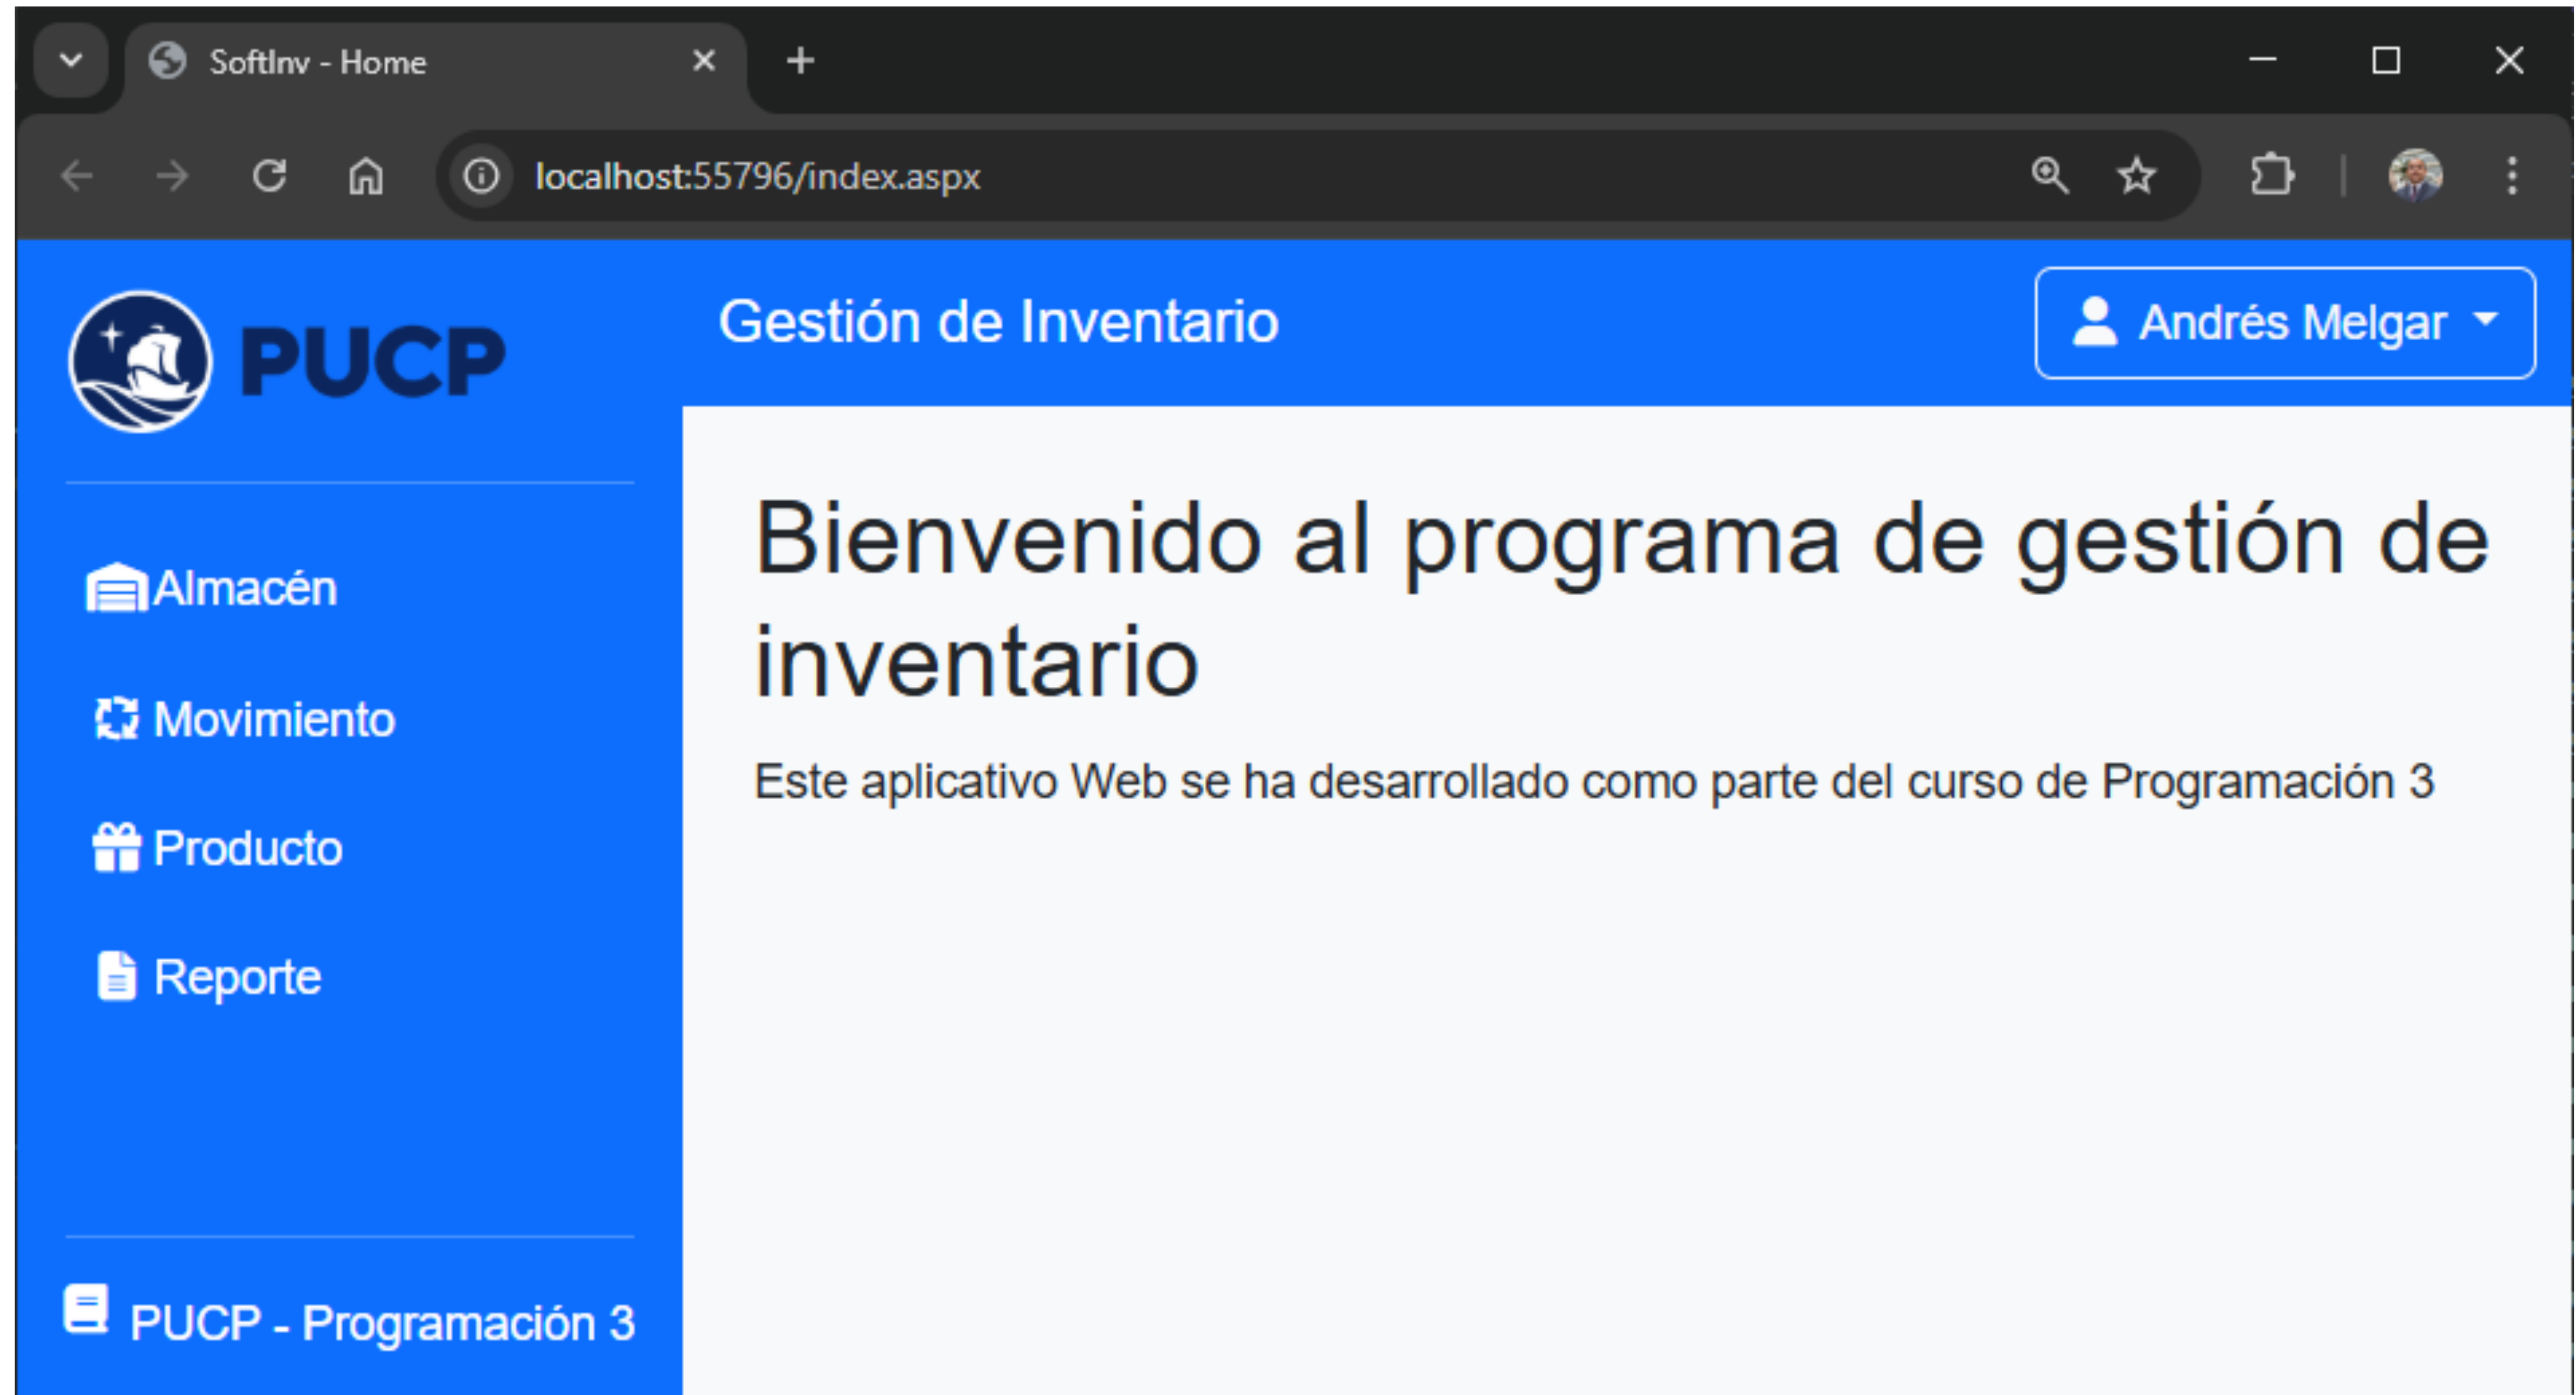 SoftInv - Home
localhost:55796/index.aspx
PUCP
Gestión de Inventario
Andrés Melgar
Almacén
Movimiento
Producto
Reporte
PUCP - Programación 3
Bienvenido al programa de gestión de
inventario
Este aplicativo Web se ha desarrollado como parte del curso de Programación 3